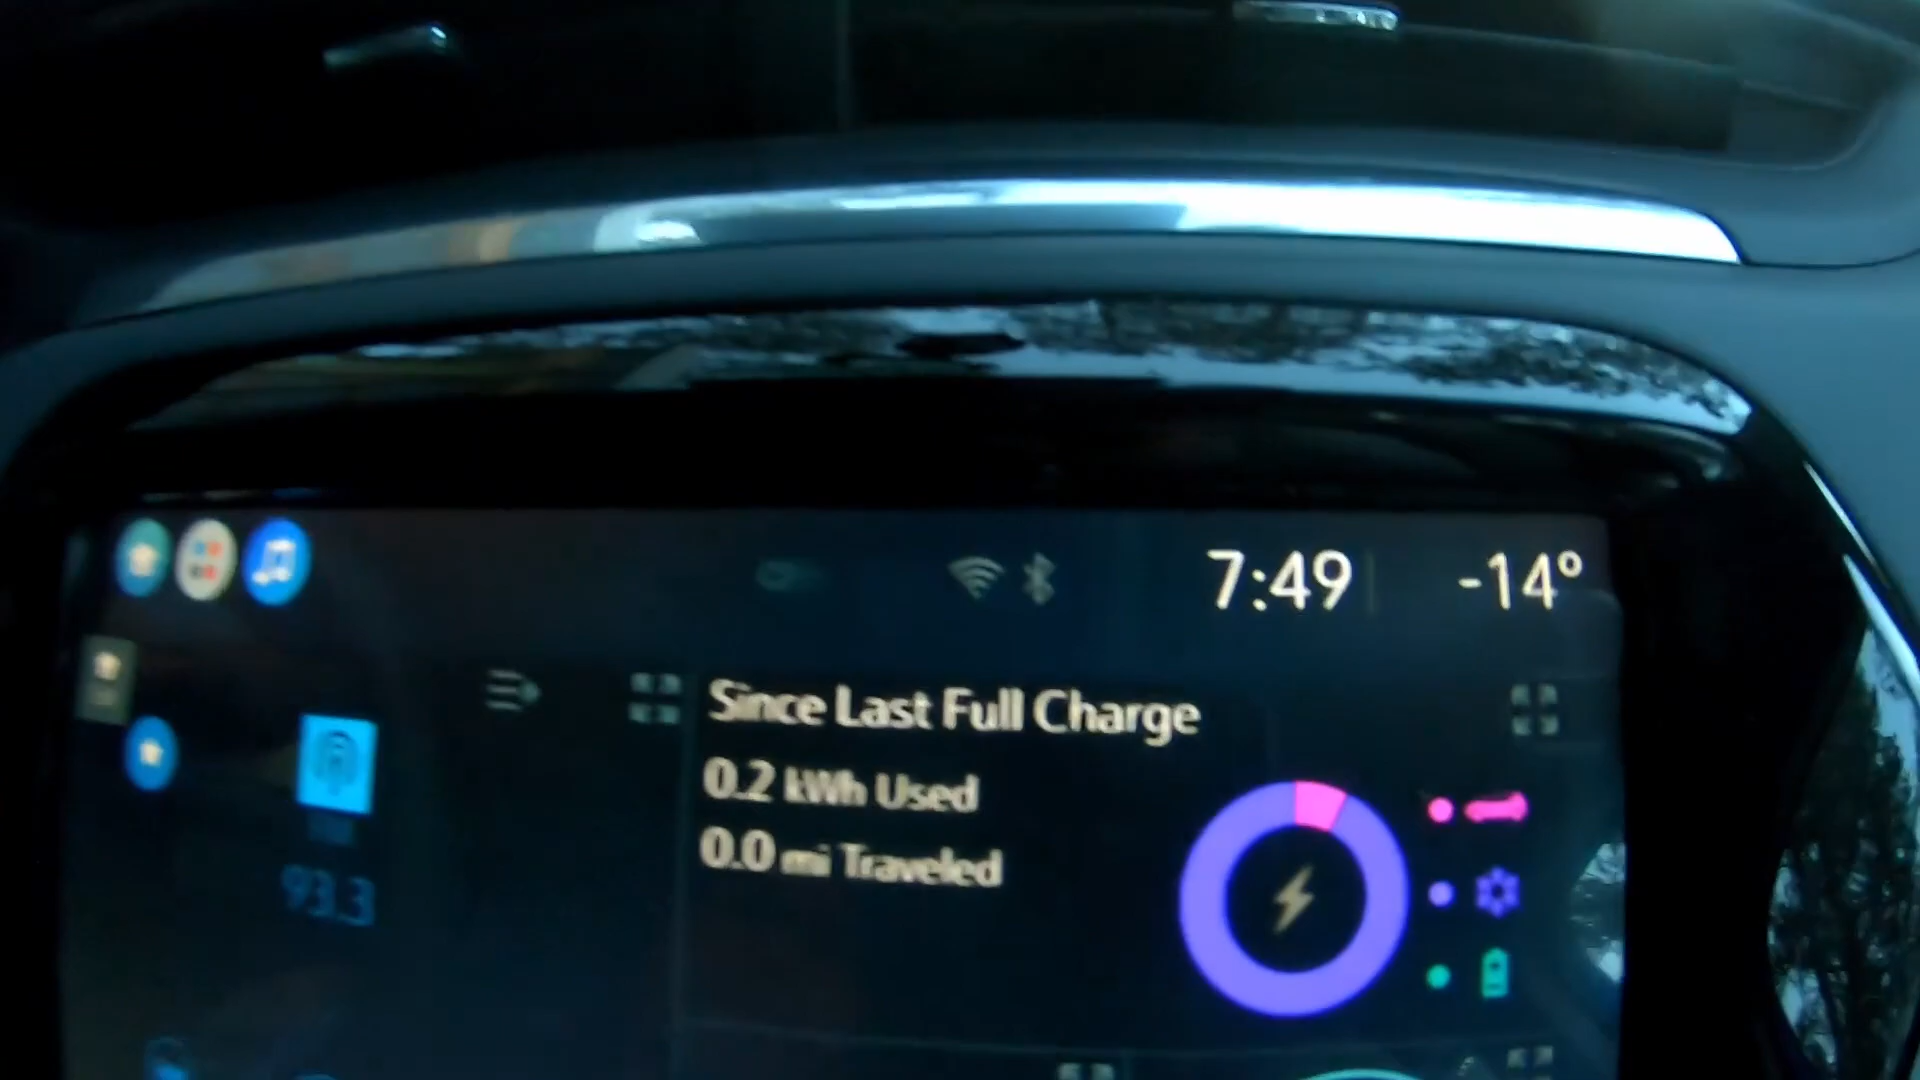 7:49 -14°
Since Last Full Charge
0.2 kWh Used
0.0 mi Traveled
93.3